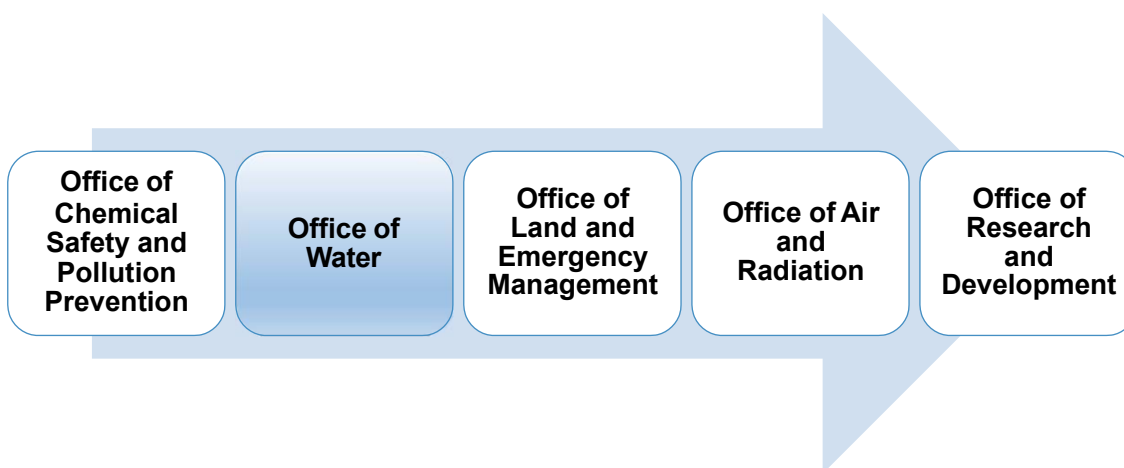 Office of
Chemical
Safety and
Pollution
Prevention
Office of
Water
Office of
Land and
Emergency
Management
Office of Air
and
Radiation
Office of
Research
and
Development